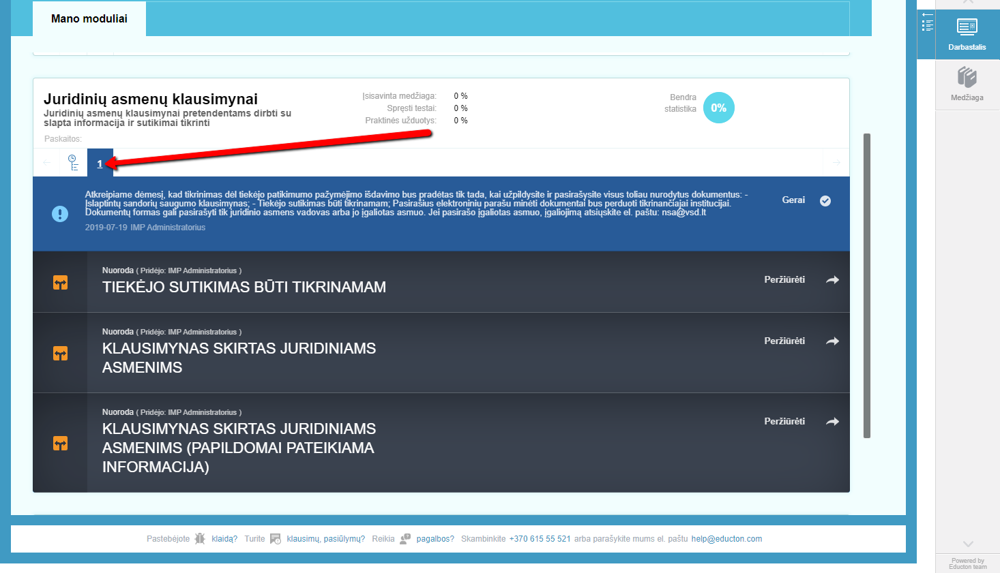 Mano moduliai
Juridinių asmenų klausimynai
Juridinių asmenų klausimynai pretendentams dirbti su
slapta informacija ir sutikimai tikrinti
Įsisavinta medžiaga: 0 %
Spręsti testai: 0 %
Praktinės užduotys: 0 %
Bendra
statistika
0%
Paskaitos:
1
Atkreipiame dėmesį, kad tikrinimas dėl tiekėjo patikimumo pažymėjimo išdavimo bus pradėtas tik tada, kai užpildysite ir pasirašysite visus toliau nurodytus dokumentus: -
Įslaptintų sandorių saugumo klausimynas; - Tiekėjo sutikimas būti tikrinamam; Pasirašius elektroniniu parašu minėti dokumentai bus perduoti tikrinančiajai institucijai.
Dokumentų formas gali pasirašyti tik juridinio asmens vadovas arba jo įgaliotas asmuo. Jei pasirašo įgaliotas asmuo, įgaliojimą atsiųskite el. paštu: nsa@vsd.lt
2019-07-19 IMP Administratorius
Gerai
Nuoroda ( Pridėjo: IMP Administratorius )
TIEKĖJO SUTIKIMAS BŪTI TIKRINAMAM
Peržiūrėti
Nuoroda ( Pridėjo: IMP Administratorius )
KLAUSIMYNAS SKIRTAS JURIDINIAMS
ASMENIMS
Peržiūrėti
Nuoroda ( Pridėjo: IMP Administratorius )
KLAUSIMYNAS SKIRTAS JURIDINIAMS
ASMENIMS (PAPILDOMAI PATEIKIAMA
INFORMACIJA)
Peržiūrėti
Pastebėjote klaidą? Turite klausimų, pasiūlymų? Reikia pagalbos? Skambinkite +370 615 55 521 arba parašykite mums el. paštu help@educton.com
Darbastalis
Medžiaga
Powered by
Educton team